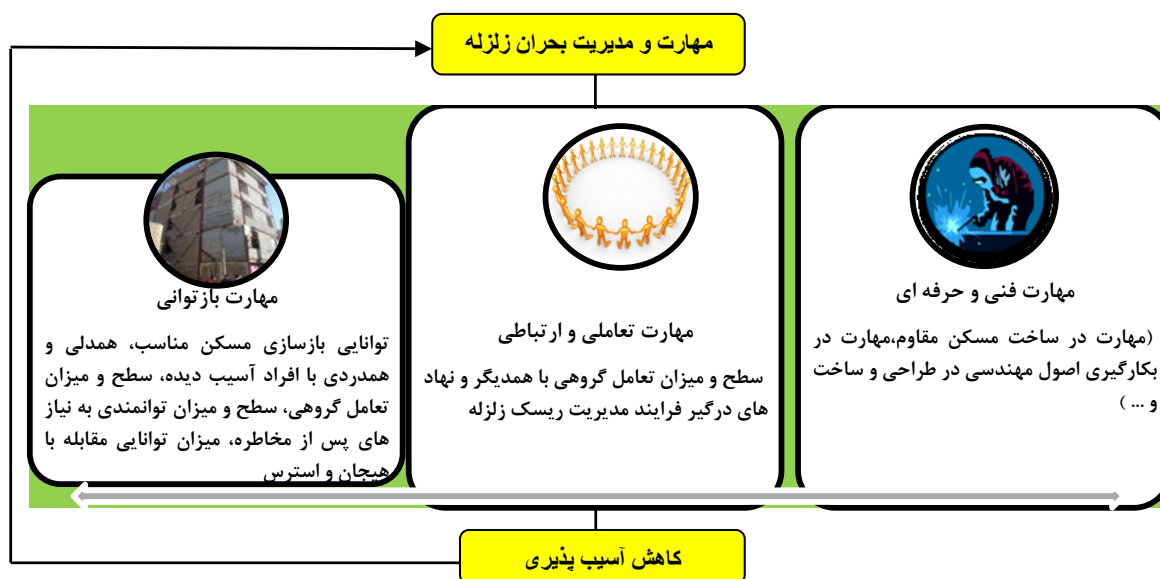 مهارت و مدیریت بحران زلزله
مهارت فنی و حرفه ای
(مهارت در ساخت مسکن مقاوم،مهارت در
بکارگیری اصول مهندسی در طراحی و ساخت
و ... )
مهارت تعاملی و ارتباطی
سطح و میزان تعامل گروهی با همدیگر و نهاد
های درگیر فرایند مدیریت ریسک زلزله
مهارت بازتوانی
توانایی بازسازی مسکن مناسب، همدلی و
همدردی با افراد آسیب دیده، سطح و میزان
تعامل گروهی، سطح و میزان توانمندی به نیاز
های پس از مخاطره، میزان توانایی مقابله با
هیجان و استرس
کاهش آسیب پذیری